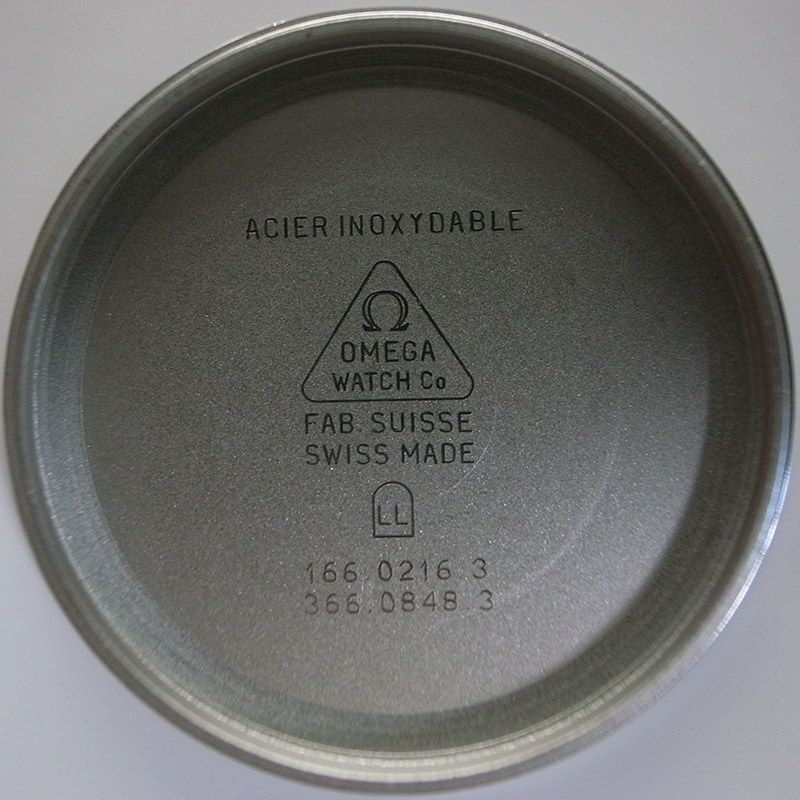 ACIER INOXYDABLE
Ω
OMEGA
WATCH Co
FAB. SUISSE
SWISS MADE
LL
166.0216.3
366.0848.3